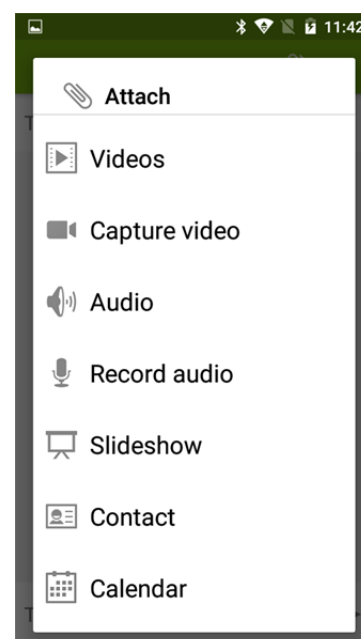 11:42
Attach
Videos
Capture video
Audio
Record audio
Slideshow
Contact
Calendar